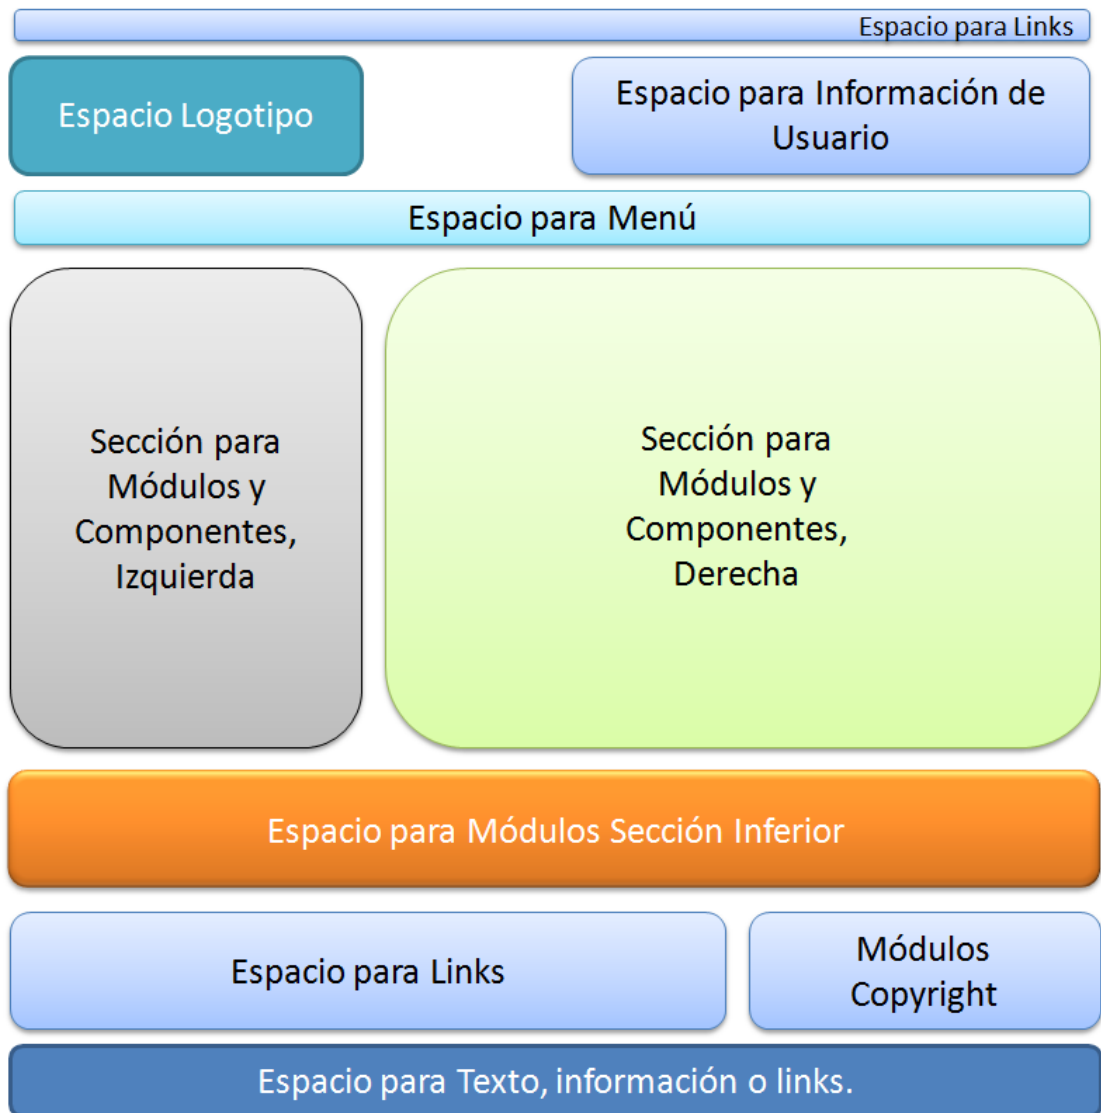 Espacio para Links
Espacio Logotipo
Espacio para Información de
Usuario
Espacio para Menú
Sección para
Módulos y
Componentes,
Izquierda
Sección para
Módulos y
Componentes,
Derecha
Espacio para Módulos Sección Inferior
Espacio para Links
Módulos
Copyright
Espacio para Texto, información o links.